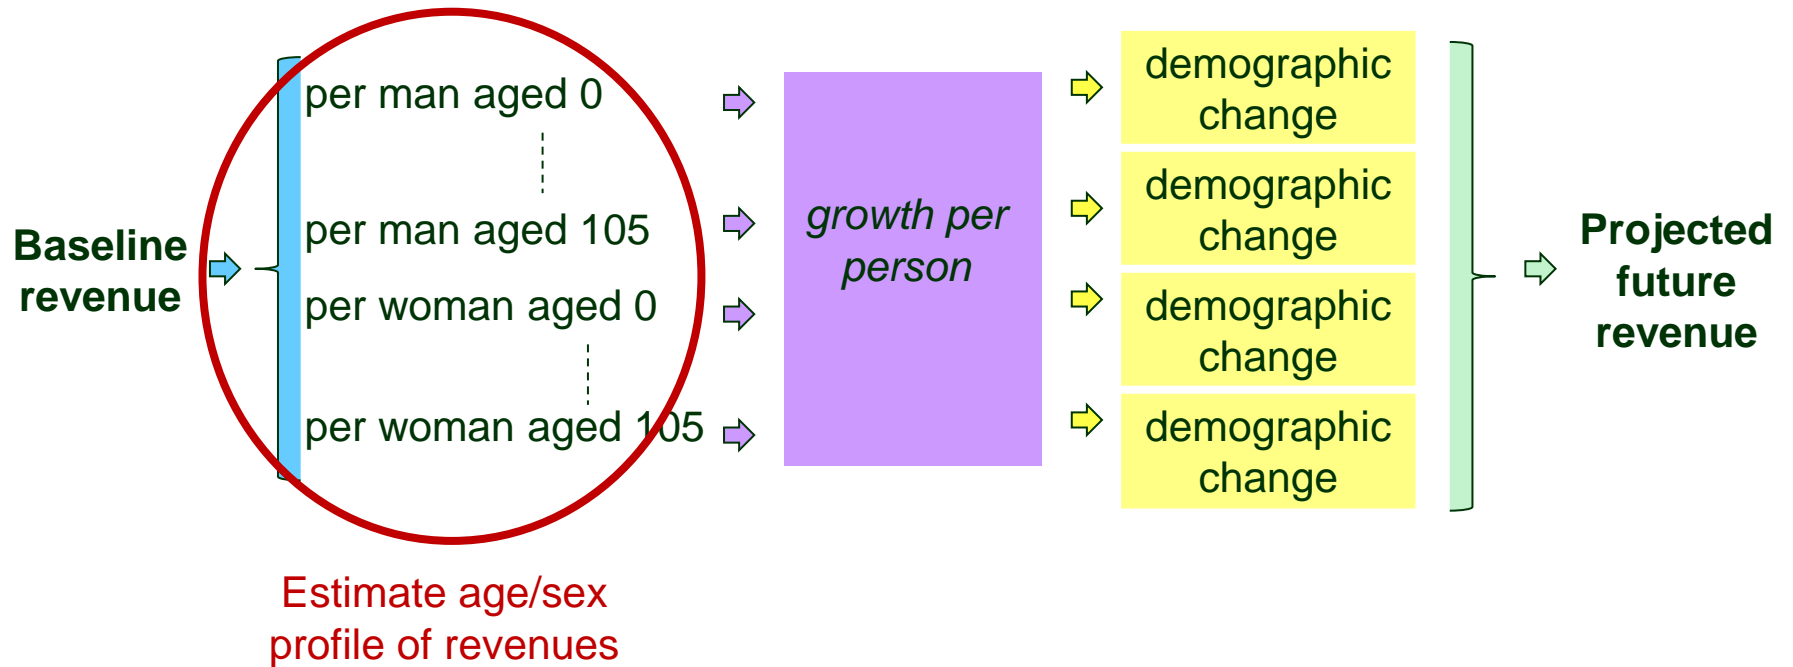 Baseline
revenue
per man aged 0
per man aged 105
per woman aged 0
per woman aged 105
growth per
person
demographic
change
demographic
change
demographic
change
demographic
change
Projected
future
revenue
Estimate age/sex
profile of revenues